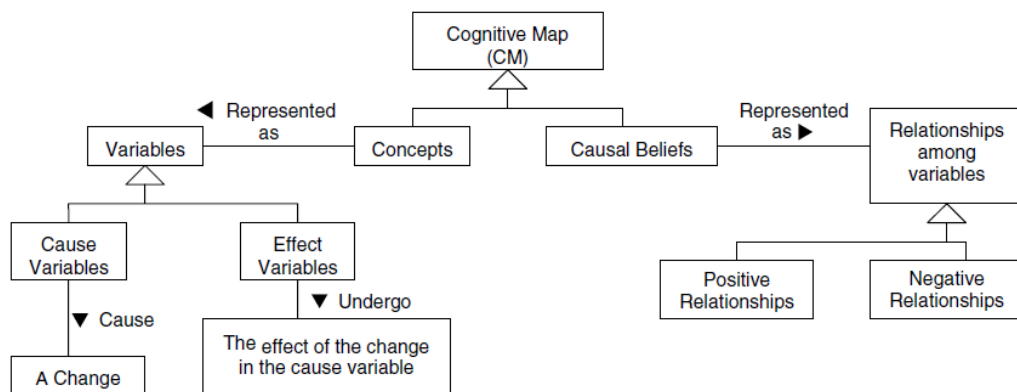 Cognitive Map
(CM)
◄ Represented
as
Represented
as ►
Variables
Concepts
Causal Beliefs
Relationships
among
variables
Cause
Variables
Effect
Variables
Positive
Relationships
Negative
Relationships
▼ Cause
▼ Undergo
A Change
The effect of the change
in the cause variable